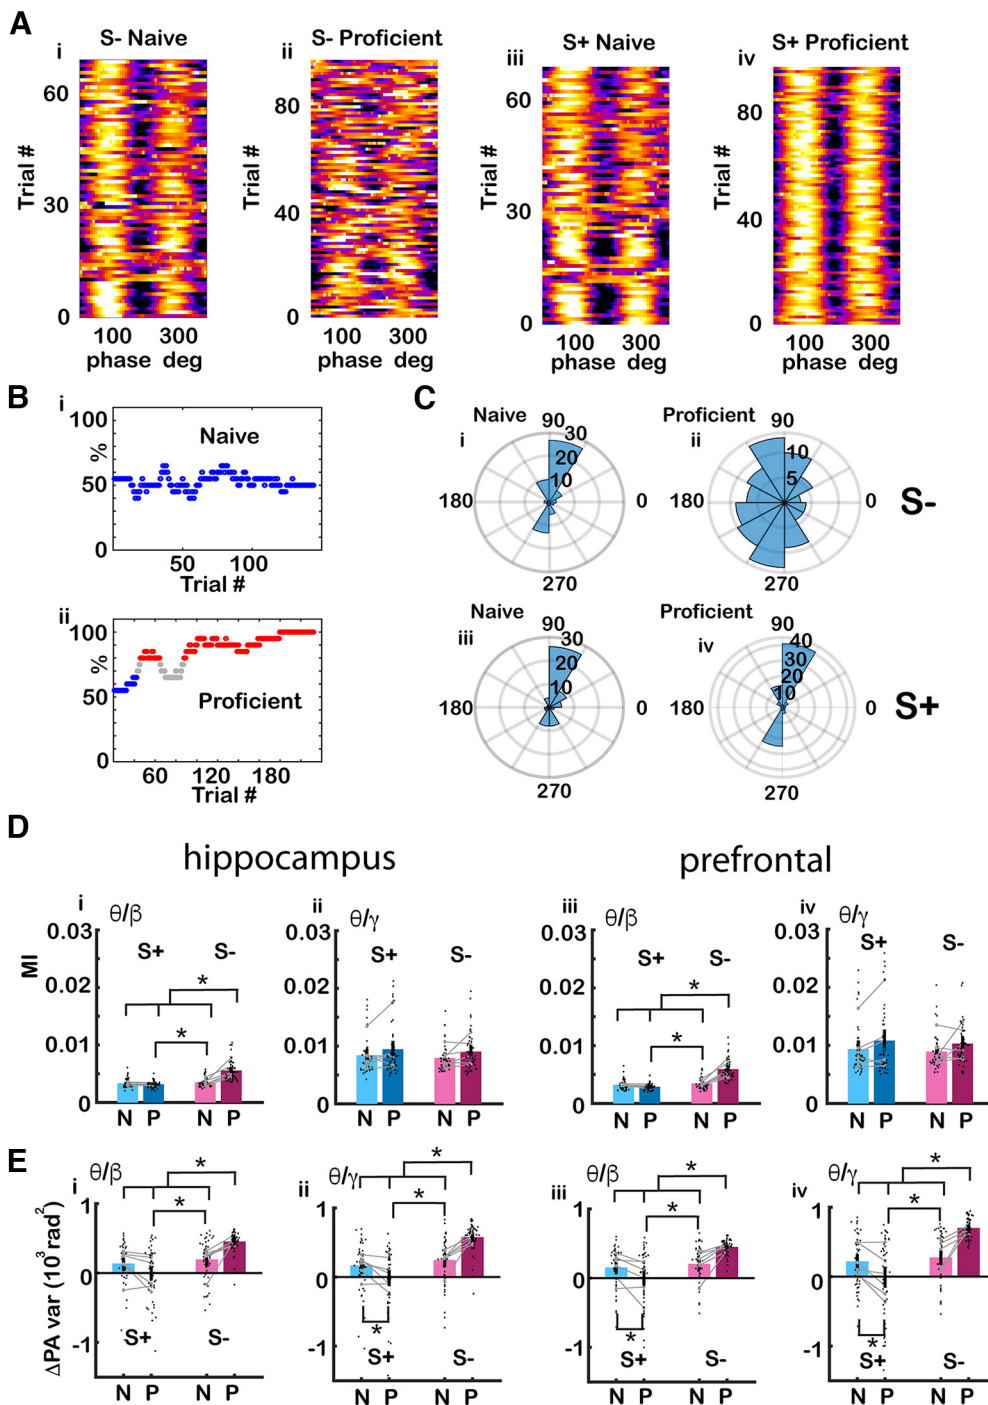 A
i S- Naive
ii S- Proficient
iii S+ Naive
iv S+ Proficient
60
30
0
Trial #
80
40
0
Trial #
60
30
0
Trial #
80
40
0
Trial #
100 300
phase deg
100 300
phase deg
100 300
phase deg
100 300
phase deg
B
i
100
%
50
0
Naive
50 100
Trial #
ii
100
%
50
0
Proficient
60 120 180
Trial #
C
Naive
i
90
30
20
10
180
0
270
Proficient
ii
90
10
5
180
0
270
S-
Naive
iii
90
30
20
10
180
0
270
Proficient
iv
90
40
30
20
10
180
0
270
S+
D
hippocampus
prefrontal
i θ/β
0.03
0.02
0.01
0
MI
S+ S-
*
*
N P N P
ii θ/γ
0.03
0.02
0.01
0
S+ S-
N P N P
iii θ/β
0.03
0.02
0.01
0
S+ S-
*
*
N P N P
iv θ/γ
0.03
0.02
0.01
0
S+ S-
N P N P
E
i θ/β
1
0
-1
ΔPA var (10³rad²)
*
*
S+ S-
N P N P
ii θ/γ
1
0
-1
*
*
*
S+ S-
N P N P
iii θ/β
1
0
-1
*
*
*
S+ S-
N P N P
iv θ/γ
1
0
-1
*
*
*
S+ S-
N P N P